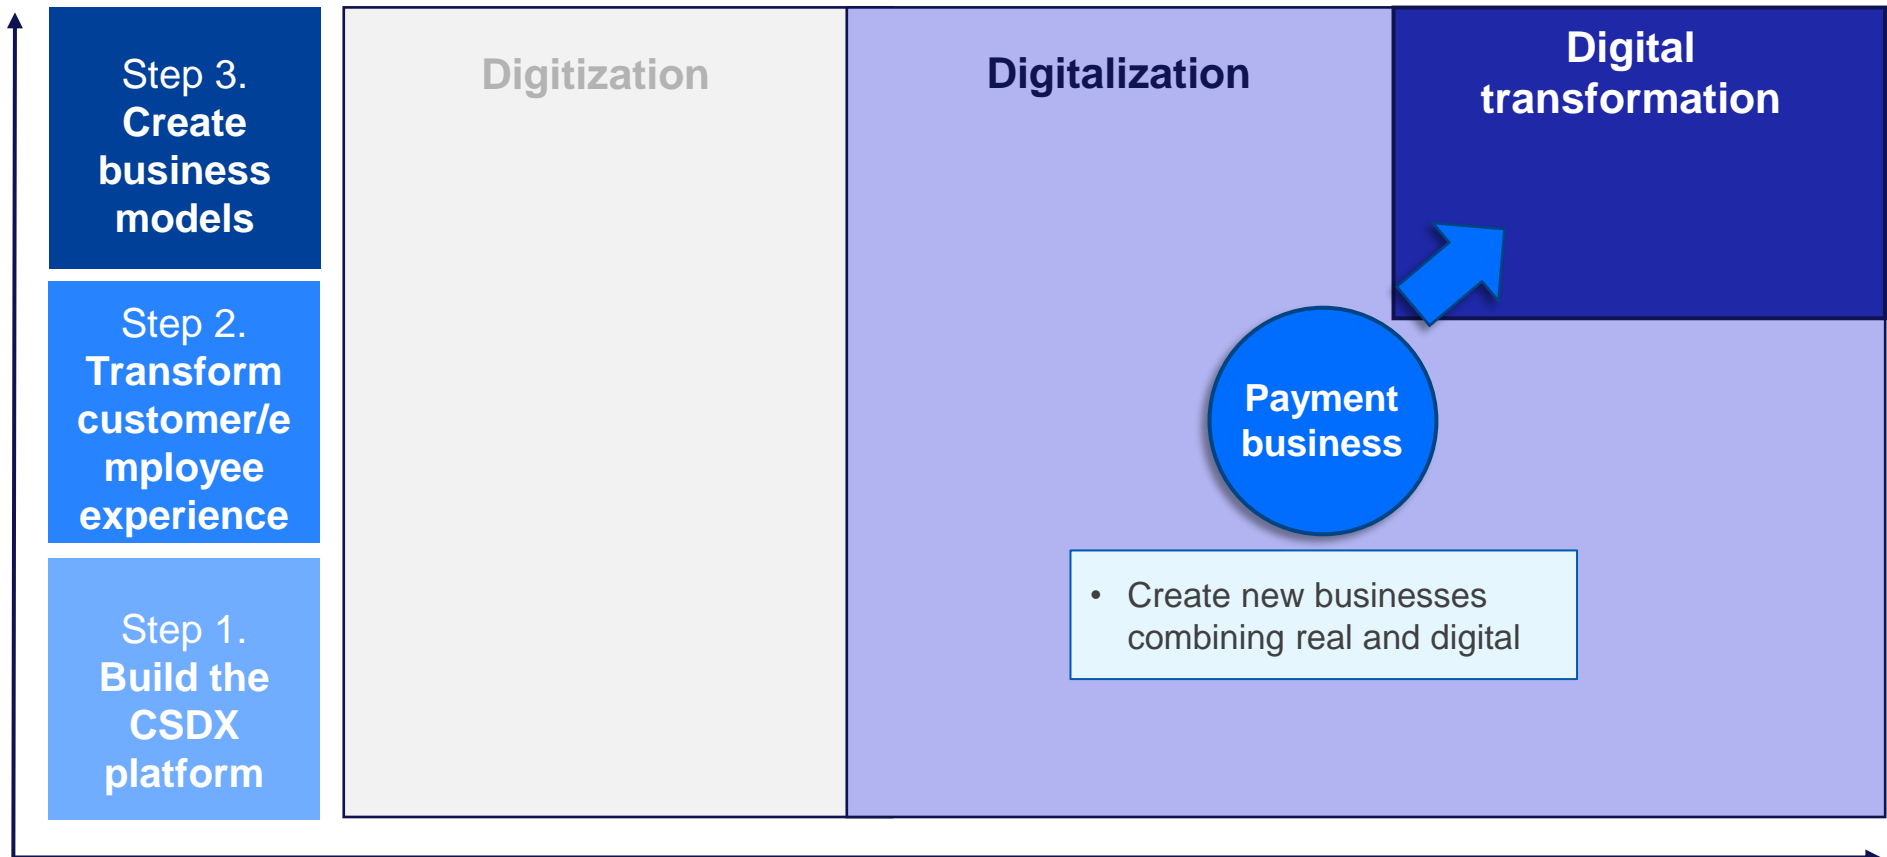 Step 3.
Create
business
models
Step 2.
Transform
customer/e
mployee
experience
Step 1.
Build the
CSDX
platform
Digitization
Digitalization
Digital
transformation
Payment
business
• Create new businesses
combining real and digital